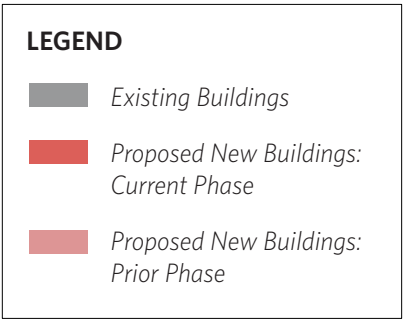 LEGEND
Existing Buildings
Proposed New Buildings:
Current Phase
Proposed New Buildings:
Prior Phase